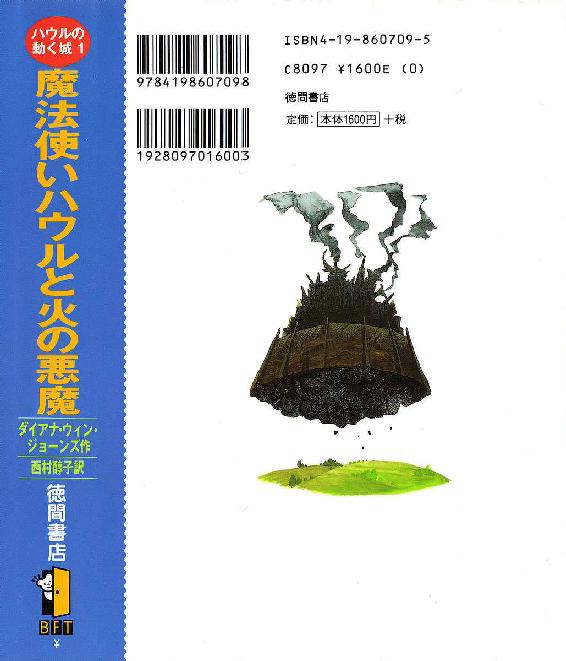 ハウルの
動く城 1
魔法使いハウルと火の悪魔
ダイアナ・ウィン・
ジョーンズ作
西村醇子訳
徳間書店
BFT
¥
9784198607098
1928097016003
ISBN4-19-860709-5
C8097 ¥1600E (0)
徳間書店
定価： 本体1600円 +税